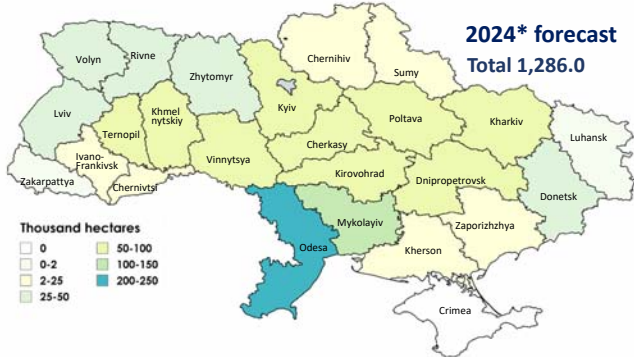 2024* forecast
Total 1,286.0
Volyn
Rivne
Zhytomyr
Chernihiv
Sumy
Lviv
Kyiv
Khmel
nytskiy
Ternopil
Poltava
Kharkiv
Luhansk
Cherkasy
Ivano-
Frankivsk
Vinnytsya
Kirovohrad
Dnipropetrovsk
Donetsk
Zakarpattya
Chernivtsi
Mykolayiv
Zaporizhzhya
Odesa
Kherson
Crimea
Thousand hectares
0
0-2
2-25
25-50
50-100
100-150
200-250